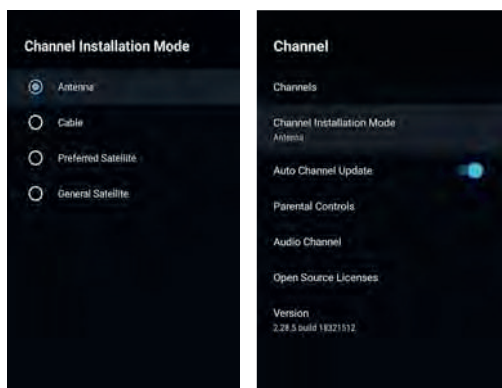 Channel Installation Mode
Antenna
Cable
Preferred Satellite
General Satellite
Channel
Channels
Channel Installation Mode
Antenna
Auto Channel Update
Parental Controls
Audio Channel
Open Source Licenses
Version
2.28.5 build 18321512